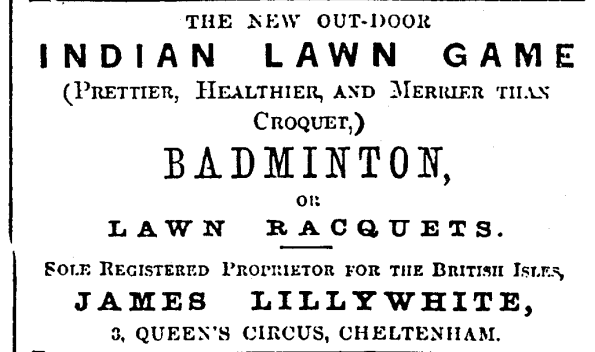 THE NEW OUT-DOOR
INDIAN LAWN GAME
(PRETTIER, HEALTHIER, AND MERRIER THAN
CROQUET,)
BADMINTON,
OR
LAWN RACQUETS.
SOLE REGISTERED PROPRIETOR FOR THE BRITISH ISLES,
JAMES LILLYWHITE,
3, QUEEN'S CIRCUS, CHELTENHAM.